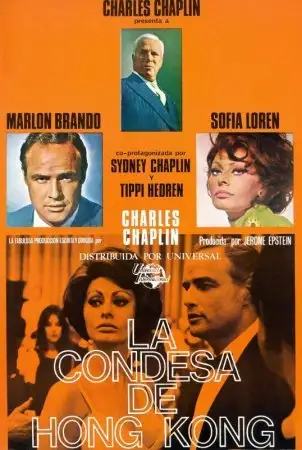 CHARLES CHAPLIN
presenta a
MARLON BRANDO
SOFIA LOREN
co-protagonizada por
SYDNEY CHAPLIN
Y
TIPPI HEDREN
LA FABULOSA PRODUCCION ESCRITA Y DIRIGIDA por
CHARLES
CHAPLIN
Producida por JEROME EPSTEIN
DISTRIBUIDA POR UNIVERSAL
LA
CONDESA
DE
HONG KONG